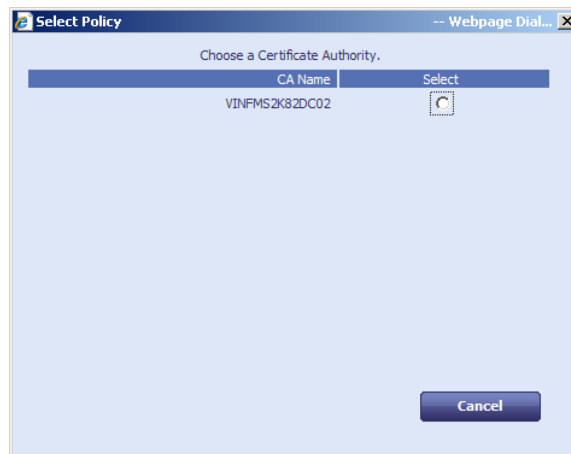 Select Policy -- Webpage Dial...
Choose a Certificate Authority.
CA Name Select
VINFMS2K82DC02
Cancel